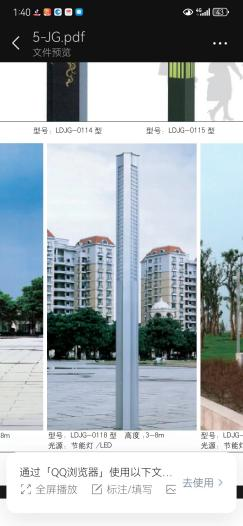 1:40
63
5-JG.pdf
文件预览
型号：LDJG-0114 型
型号：LDJG-0115 型
8m
型号：LDJG-0118 型 高度：3-8m
光源：节能灯/LED
型号：LDJG-0
光源：节能灯
通过「QQ浏览器」使用以下文...
全屏播放 标注/填写
去使用 >